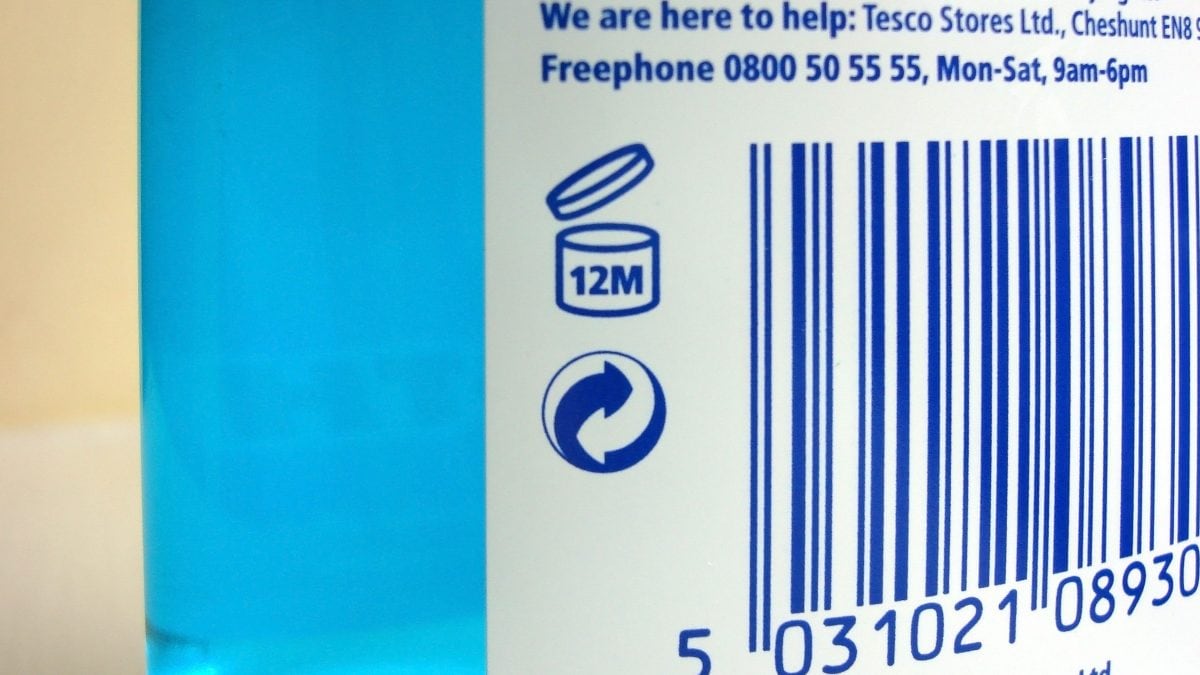 We are here to help: Tesco Stores Ltd., Cheshunt EN8
Freephone 0800 50 55 55, Mon-Sat, 9am-6pm
12M
5 031021 08930
Ltd